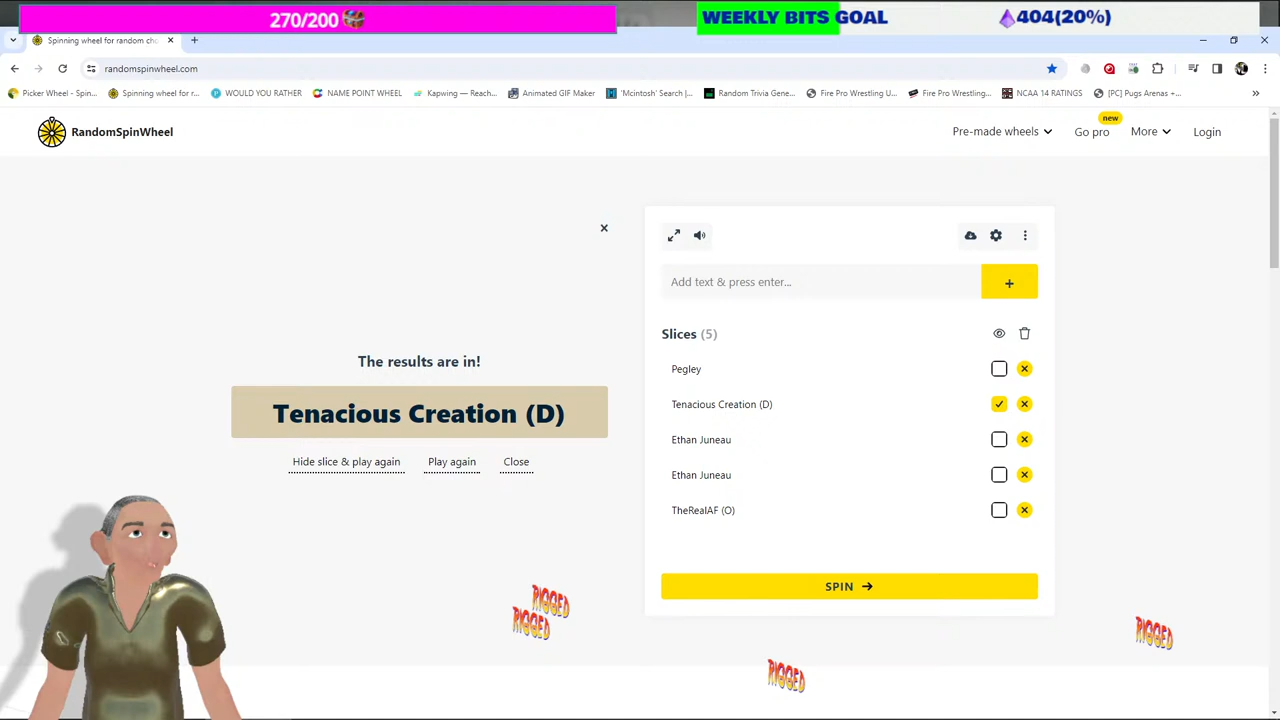 270/200
WEEKLY BITS GOAL
404(20%)
Spinning wheel for random cho
randomspinwheel.com
Picker Wheel - Spin...
Spinning wheel for r...
WOULD YOU RATHER
NAME POINT WHEEL
Kapwing — Reach...
Animated GIF Maker
'Mcintosh' Search |...
Random Trivia Gene...
Fire Pro Wrestling U...
Fire Pro Wrestling...
NCAA 14 RATINGS
[PC] Pugs Arenas +...
RandomSpinWheel
Pre-made wheels
Go pro
new
More
Login
Add text & press enter...
Slices (5)
Pegley
Tenacious Creation (D)
Ethan Juneau
Ethan Juneau
TheRealAF (O)
SPIN
The results are in!
Tenacious Creation (D)
Hide slice & play again
Play again
Close
RIGGED
RIGGED
RIGGED
RIGGED